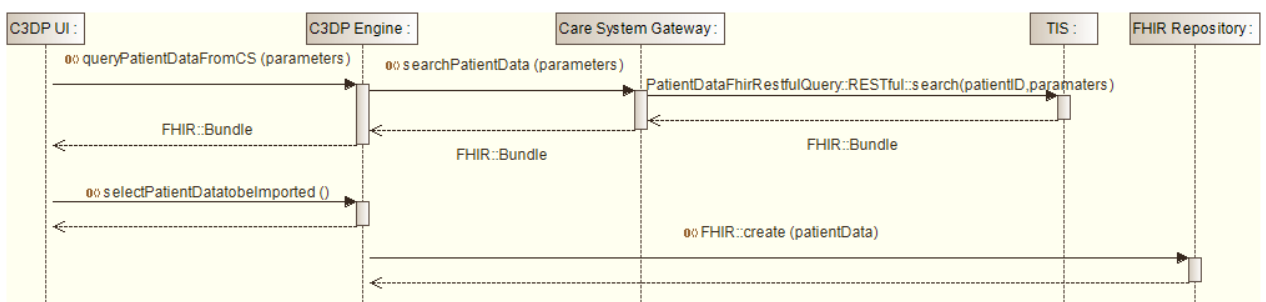 C3DP UI :
C3DP Engine :
Care System Gateway :
TIS :
FHIR Repository :
queryPatientDataFromCS (parameters)
searchPatientData (parameters)
PatientDataFhirRestfulQuery::RESTful::search(patientID,paramaters)
FHIR::Bundle
FHIR::Bundle
FHIR::Bundle
selectPatientDatatobeImported ()
FHIR::create (patientData)